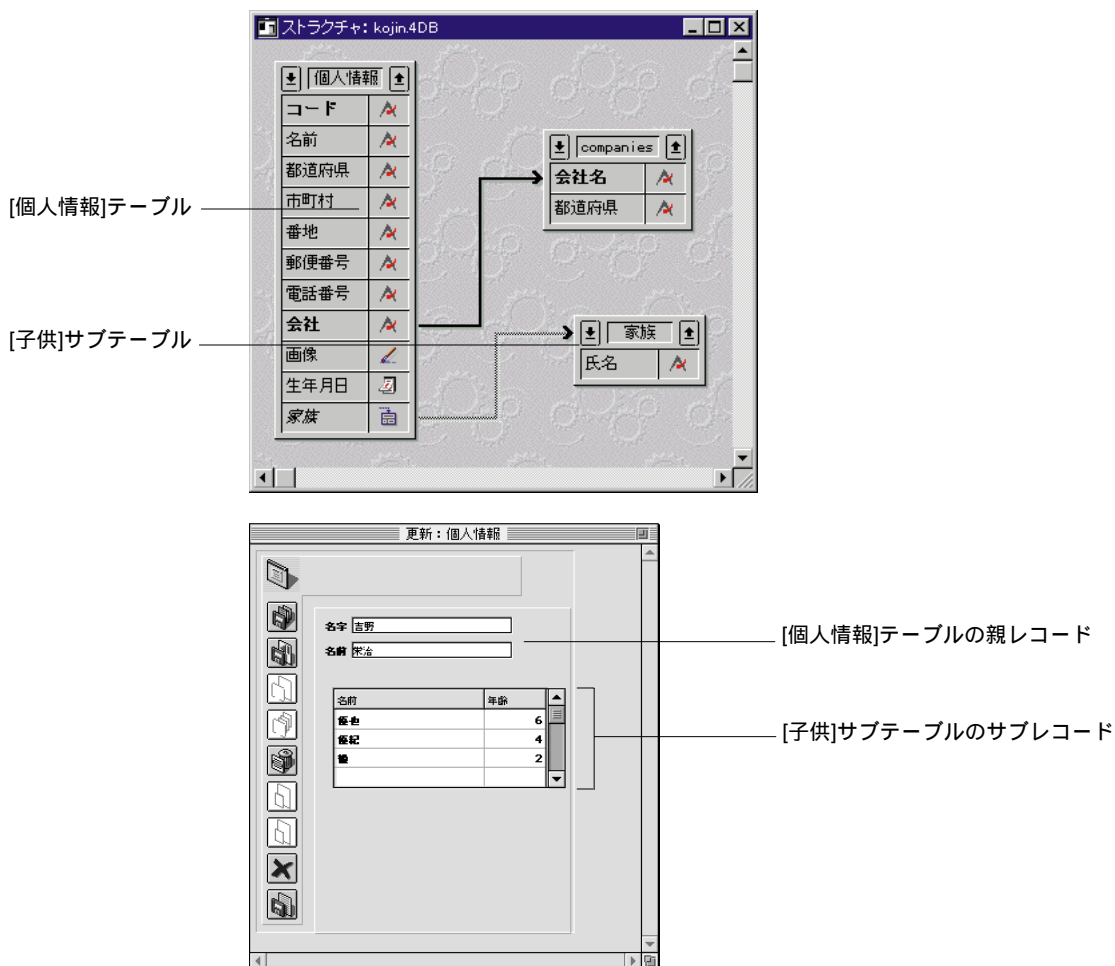 ストラクチャ: kojin.4DB
個人情報
コード
名前
都道府県
市町村
番地
郵便番号
電話番号
会社
画像
生年月日
家族
companies
会社名
都道府県
家族
氏名
[個人情報]テーブル
[子供]サブテーブル
更新：個人情報
名字 吉野
名前 栄治
名前 年齢
優也 6
優紀 4
2
[個人情報]テーブルの親レコード
[子供]サブテーブルのサブレコード